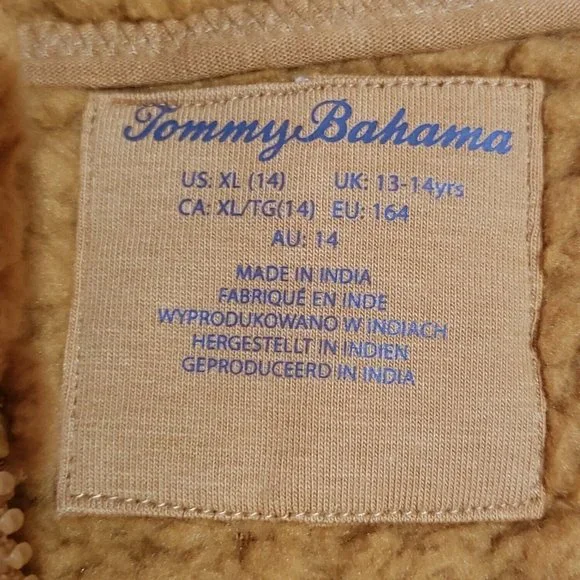 Tommy Bahama
US: XL (14) UK: 13-14yrs
CA: XL/TG(14) EU: 164
AU: 14
MADE IN INDIA
FABRIQUÉ EN INDE
WYPRODUKOWANO W INDIACH
HERGESTELLT IN INDIEN
GEPRODUCEERD IN INDIA